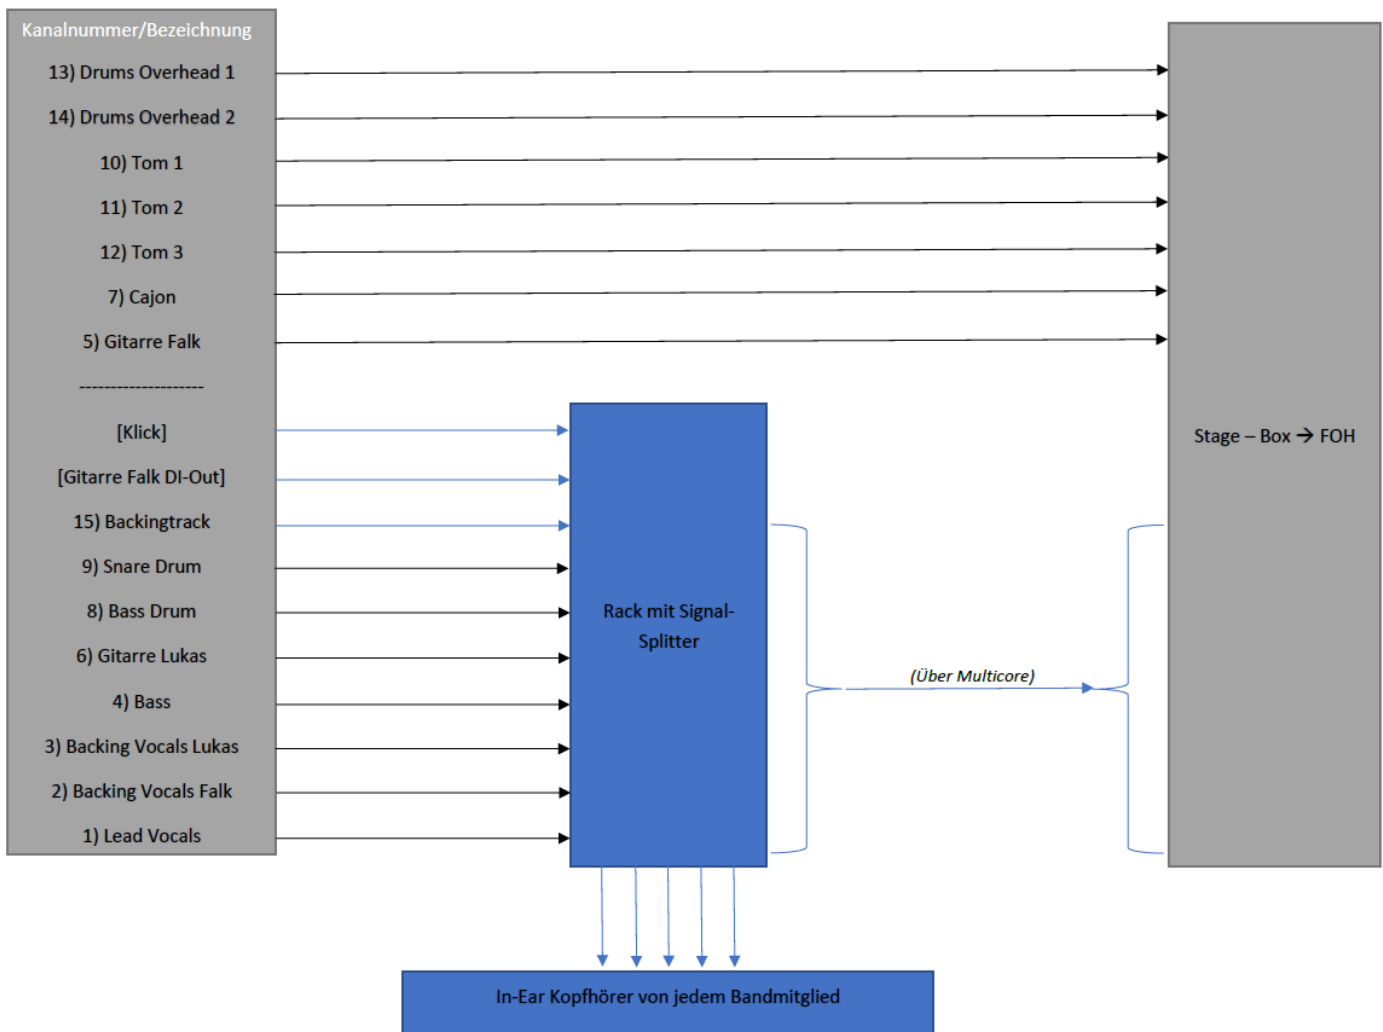 Kanalnummer/Bezeichnung
13) Drums Overhead 1
14) Drums Overhead 2
10) Tom 1
11) Tom 2
12) Tom 3
7) Cajon
5) Gitarre Falk
--------------------
[Klick]
[Gitarre Falk DI-Out]
15) Backingtrack
9) Snare Drum
8) Bass Drum
6) Gitarre Lukas
4) Bass
3) Backing Vocals Lukas
2) Backing Vocals Falk
1) Lead Vocals
Rack mit Signal-
Splitter
(Über Multicore)
Stage – Box → FOH
In-Ear Kopfhörer von jedem Bandmitglied